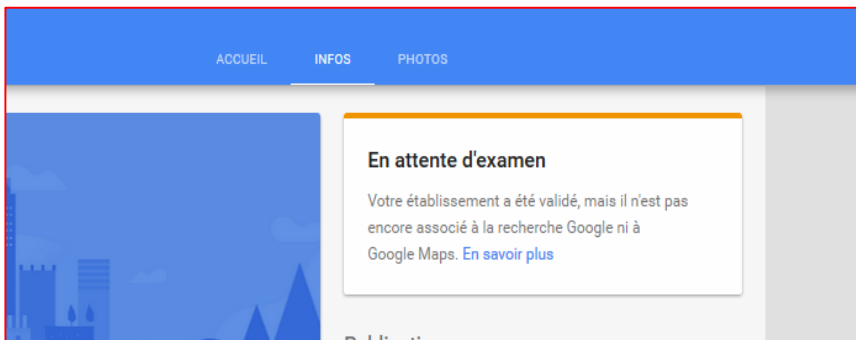 ACCUEIL INFOS PHOTOS
En attente d'examen
Votre établissement a été validé, mais il n'est pas
encore associé à la recherche Google ni à
Google Maps. En savoir plus